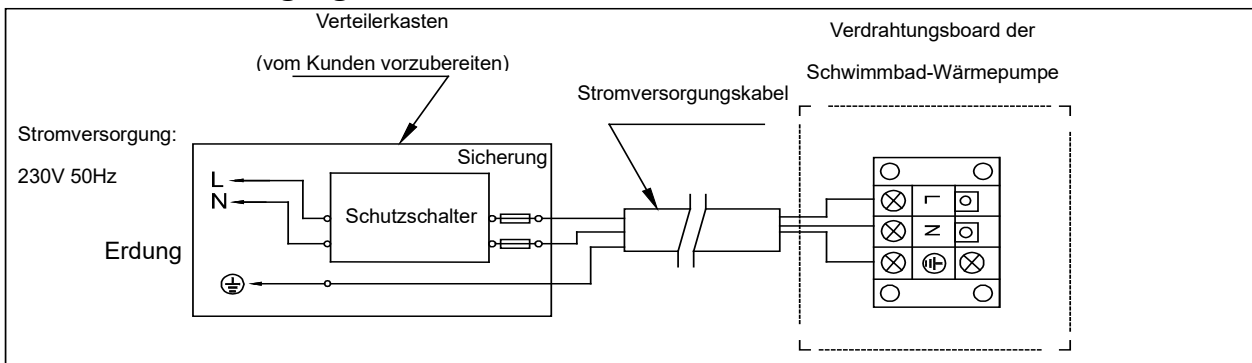 Verteilerkasten
(vom Kunden vorzubereiten)
Verdrahtungsboard der
Schwimmbad-Wärmepumpe
Stromversorgungskabel
Stromversorgung:
230V 50Hz
Sicherung
L
N
Schutzschalter
Erdung
L
N